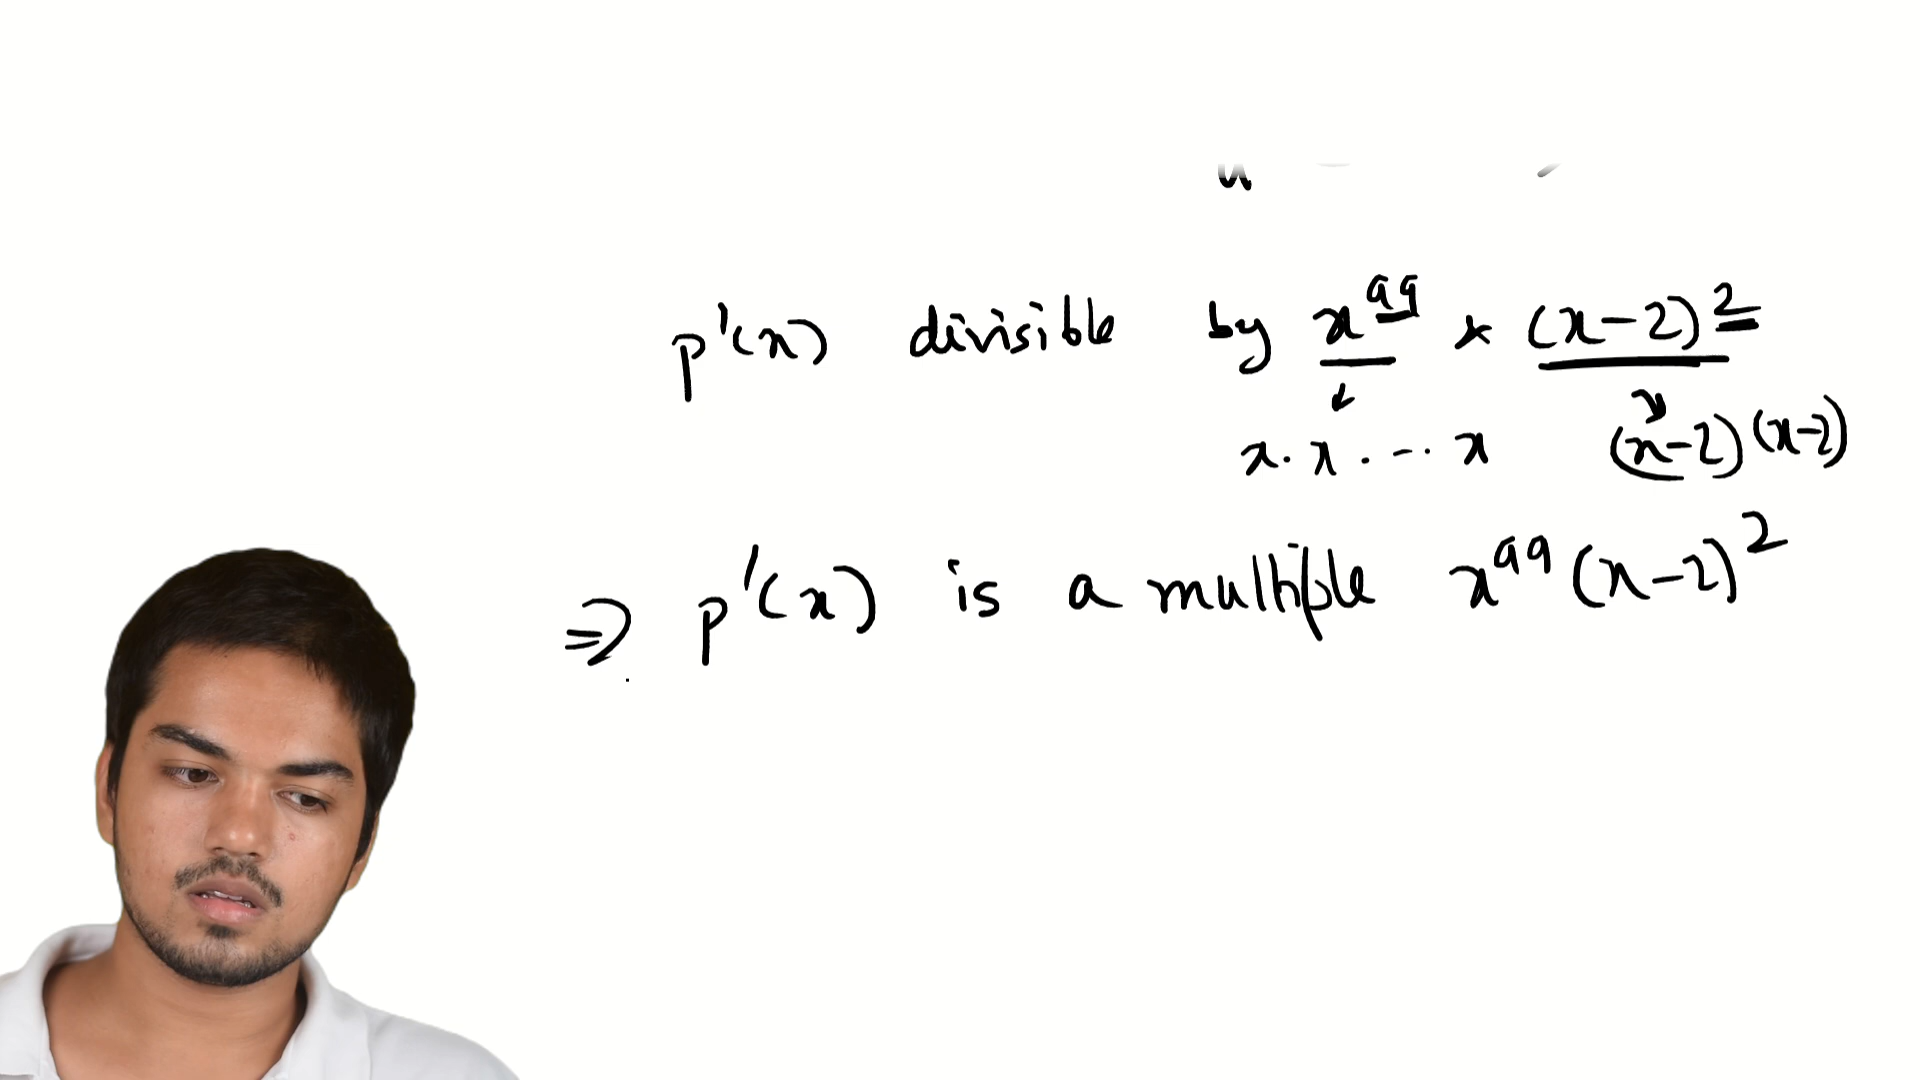 p'(x) divisible by x^99 * (x-2)^2
x. x. -.. x (x-2) (x-2)
=> p'(x) is a multiple x^99 (x-2)^2